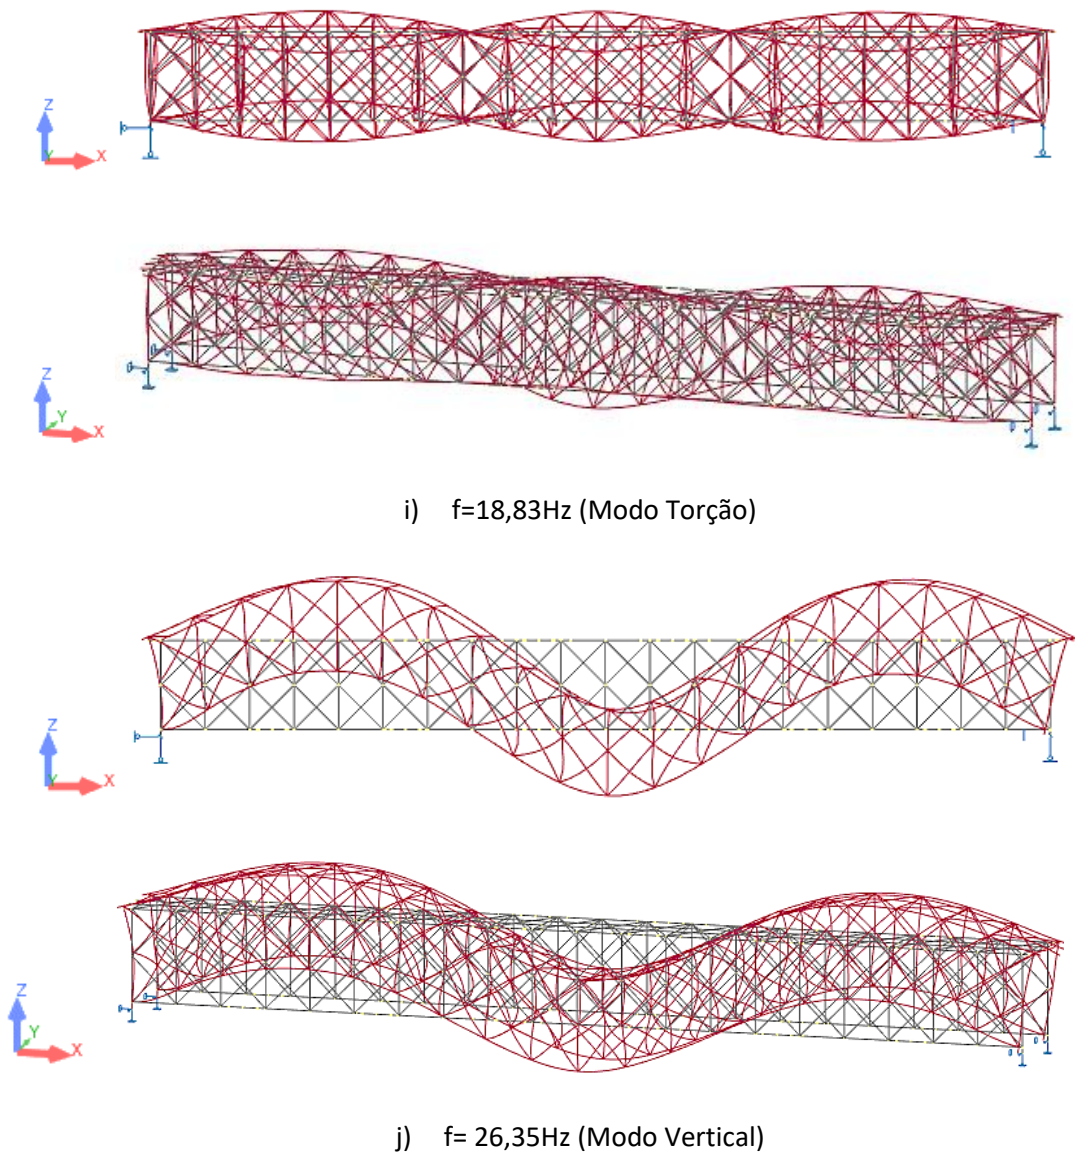 Z
Y
X
Z
Y
X
i) f=18,83Hz (Modo Torção)
Z
Y
X
Z
Y
X
j) f= 26,35Hz (Modo Vertical)